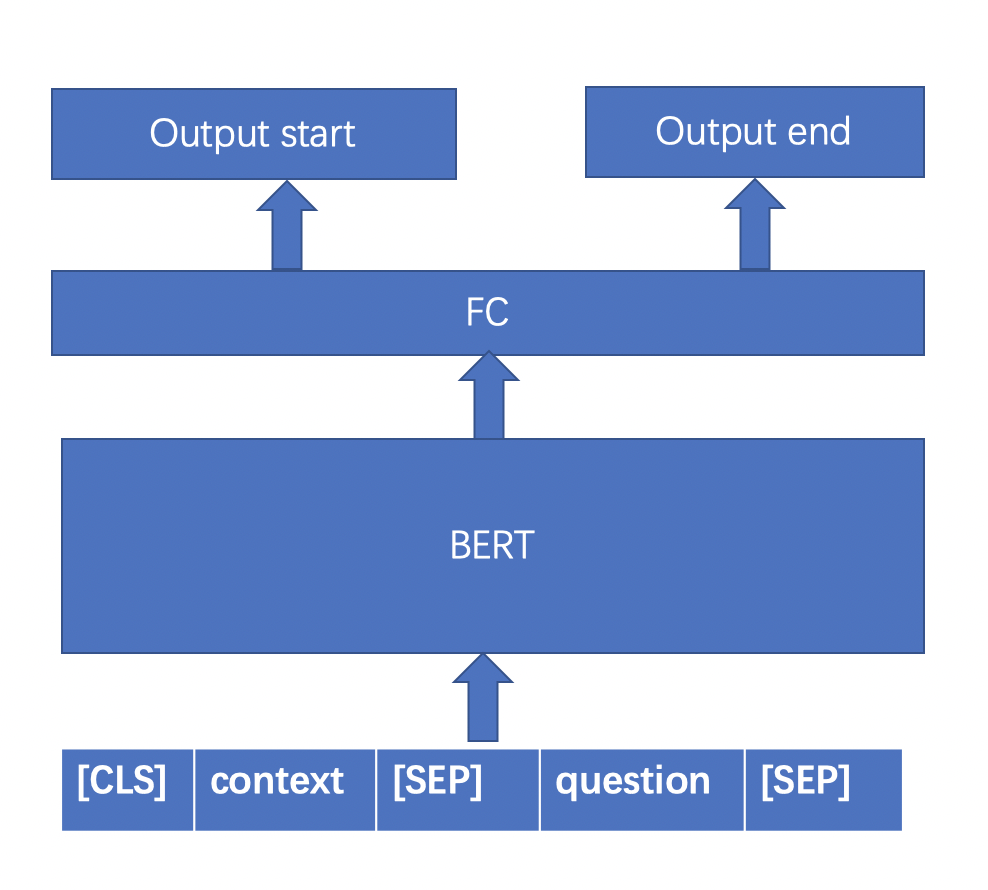 Output start
Output end
FC
BERT
[CLS] context [SEP] question [SEP]